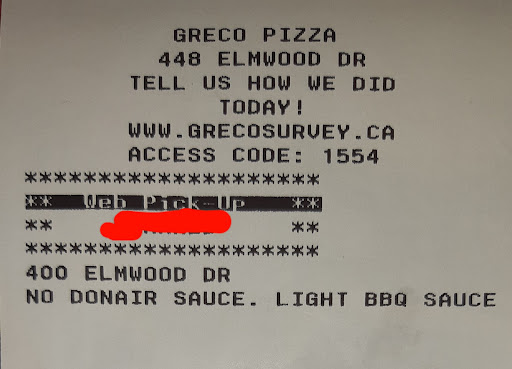 GRECO PIZZA
448 ELMWOOD DR
TELL US HOW WE DID
TODAY!
WWW.GRECOSURVEY.CA
ACCESS CODE: 1554
*********************
** Web Pick-Up **
** **
*********************
400 ELMWOOD DR
NO DONAIR SAUCE. LIGHT BBQ SAUCE